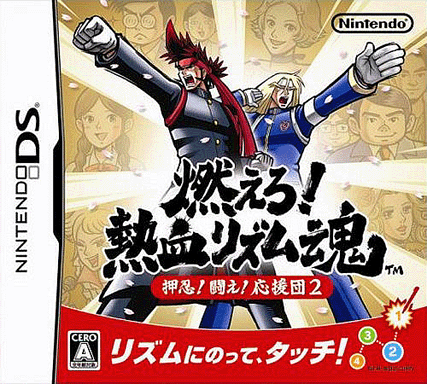 Nintendo
NINTENDO DS
燃えろ!
熱血リズム魂
TM
押忍!闘え!応援団2
CERO
A
リズムにのって、タッチ!
1
2
3
4